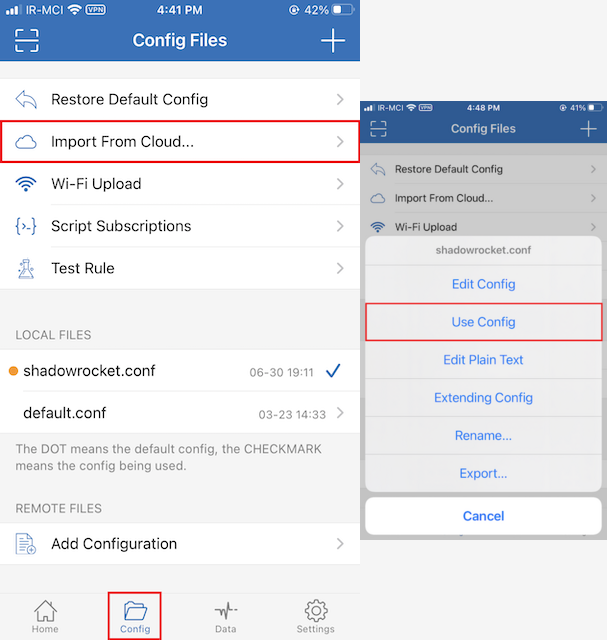 IR-MCI VPN 4:41 PM 42%
Config Files
Restore Default Config
Import From Cloud...
Wi-Fi Upload
Script Subscriptions
Test Rule
LOCAL FILES
shadowrocket.conf 06-30 19:11
default.conf 03-23 14:33
The DOT means the default config, the CHECKMARK
means the config being used.
REMOTE FILES
Add Configuration
Home Config Data Settings
IR-MCI VPN 4:48 PM 41%
Config Files
Restore Default Config
Import From Cloud...
Wi-Fi Upload
shadowrocket.conf
Edit Config
Use Config
Edit Plain Text
Extending Config
Rename...
Export...
Cancel